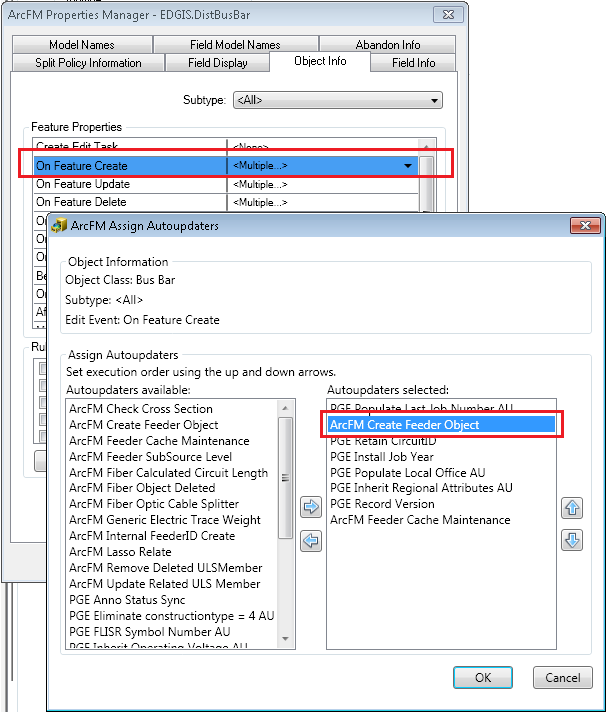 ArcFM Properties Manager - EDGIS.DistBusBar
Model Names
Field Model Names
Abandon Info
Split Policy Information
Field Display
Object Info
Field Info
Subtype: <All>
Feature Properties
Create Edit Task <None>
On Feature Create <Multiple...>
On Feature Update <Multiple...>
On Feature Delete <Multiple...>
ArcFM Assign Autoupdaters
Object Information
Object Class: Bus Bar
Subtype: <All>
Edit Event: On Feature Create
Assign Autoupdaters
Set execution order using the up and down arrows.
Autoupdaters available:
ArcFM Check Cross Section
ArcFM Create Feeder Object
ArcFM Feeder Cache Maintenance
ArcFM Feeder SubSource Level
ArcFM Fiber Calculated Circuit Length
ArcFM Fiber Object Deleted
ArcFM Fiber Optic Cable Splitter
ArcFM Generic Electric Trace Weight
ArcFM Internal FeederID Create
ArcFM Lasso Relate
ArcFM Remove Deleted ULSMember
ArcFM Update Related ULS Member
PGE Anno Status Sync
PGE Eliminate constructiontype = 4 AU
PGE FLISR Symbol Number AU
PGE Inherit Operating Voltage AU
Autoupdaters selected:
PGE Populate Last Job Number AU
ArcFM Create Feeder Object
PGE Retain CircuitID
PGE Install Job Year
PGE Populate Local Office AU
PGE Inherit Regional Attributes AU
PGE Record Version
ArcFM Feeder Cache Maintenance
OK
Cancel